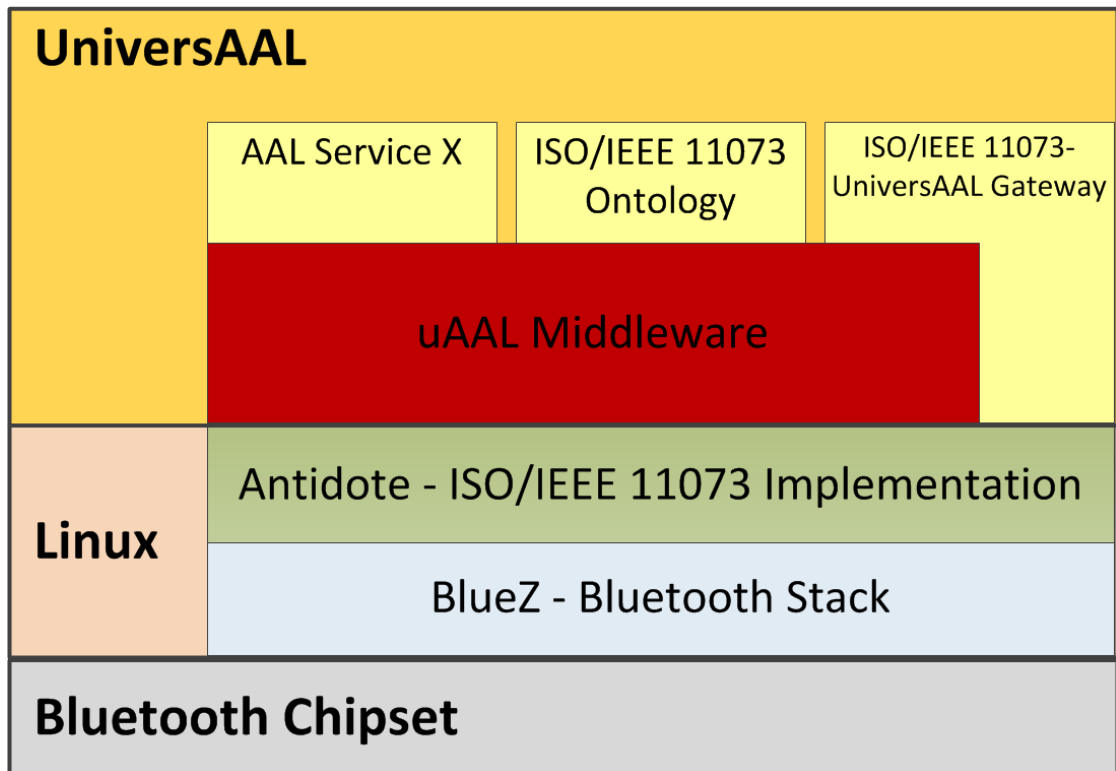 UniversAAL
AAL Service X
ISO/IEEE 11073
Ontology
ISO/IEEE 11073-
UniversAAL Gateway
uAAL Middleware
Antidote - ISO/IEEE 11073 Implementation
Linux
BlueZ - Bluetooth Stack
Bluetooth Chipset